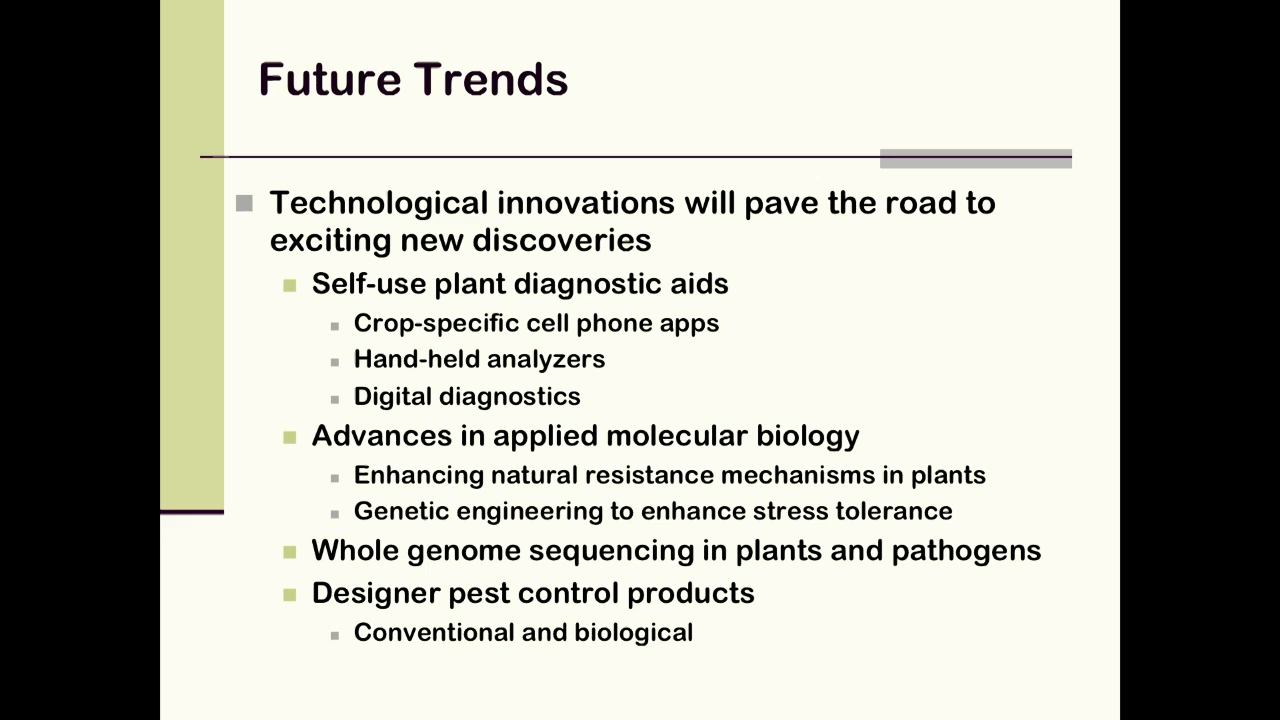 Future Trends
Technological innovations will pave the road to
exciting new discoveries
Self-use plant diagnostic aids
Crop-specific cell phone apps
Hand-held analyzers
Digital diagnostics
Advances in applied molecular biology
Enhancing natural resistance mechanisms in plants
Genetic engineering to enhance stress tolerance
Whole genome sequencing in plants and pathogens
Designer pest control products
Conventional and biological